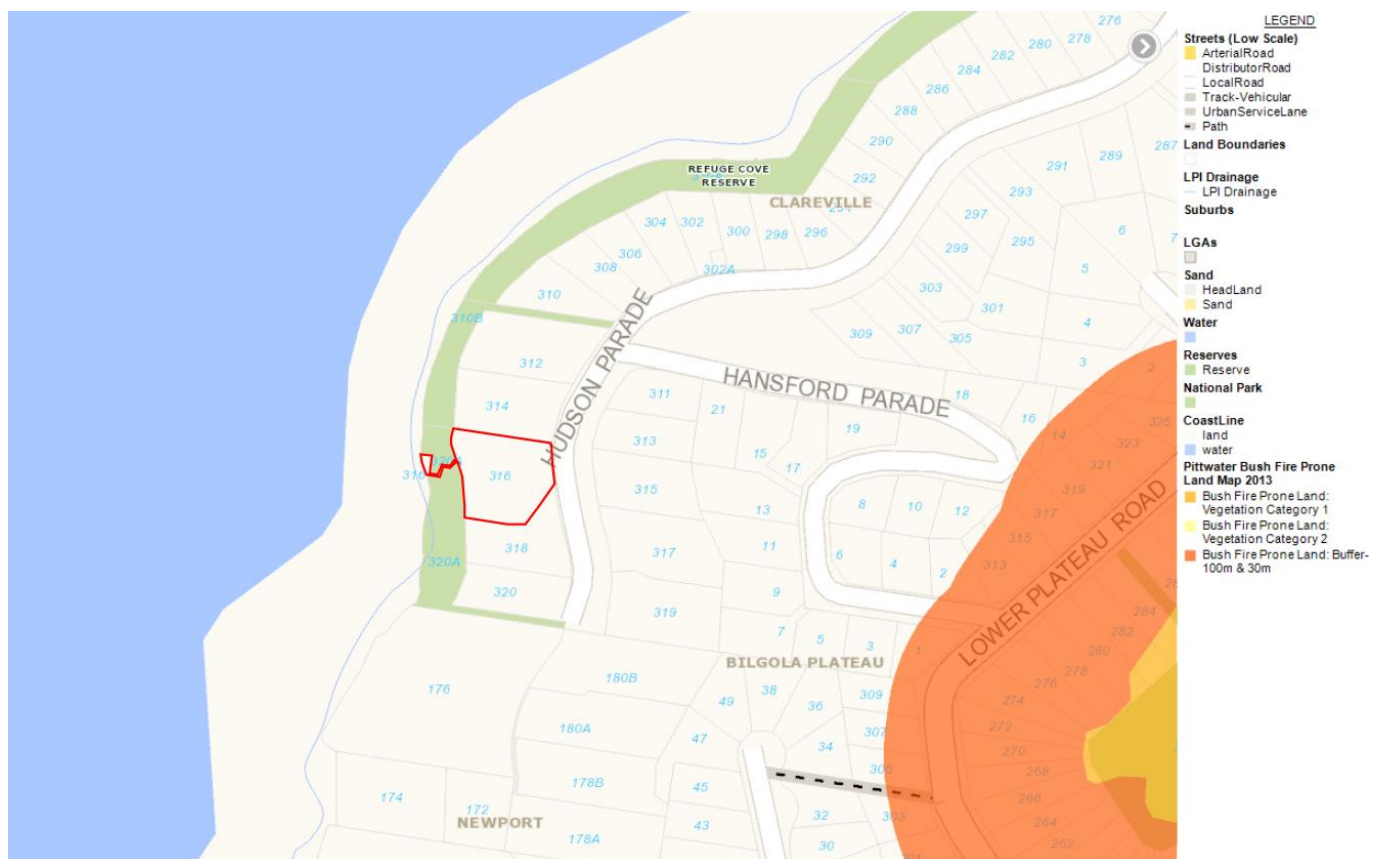 276
278
280
282
284
286
288
290
292
REFUGE COVE
RESERVE
CLAREVILLE
304
302
300
298
296
306
308
302A
310
310B
287
289
291
293
297
295
299
6
7
5
303
301
4
309
307
305
3
2
HUDSON PARADE
HANSFORD PARADE
312
314
311
21
18
16
14
325
323
313
19
15
17
321
316
320A
316
319
315
13
8
10
12
317
LOWER PLATEAU ROAD
318
11
6
315
320A
317
4
2
313
9
320
319
7
5
3
1
284
282
280
BILGOLA PLATEAU
278
180B
176
38
309
276
49
36
274
180A
307
272
47
34
270
305
268
178B
45
174
172
266
NEWPORT
32
303
43
264
178A
30
262
LEGEND
Streets (Low Scale)
ArterialRoad
DistributorRoad
LocalRoad
Track-Vehicular
UrbanServiceLane
Path
Land Boundaries
LPI Drainage
LPI Drainage
Suburbs
LGAs
Sand
HeadLand
Sand
Water
Reserves
Reserve
National Park
CoastLine
land
water
Pittwater Bush Fire Prone
Land Map 2013
Bush Fire Prone Land:
Vegetation Category 1
Bush Fire Prone Land:
Vegetation Category 2
Bush Fire Prone Land: Buffer-
100m & 30m